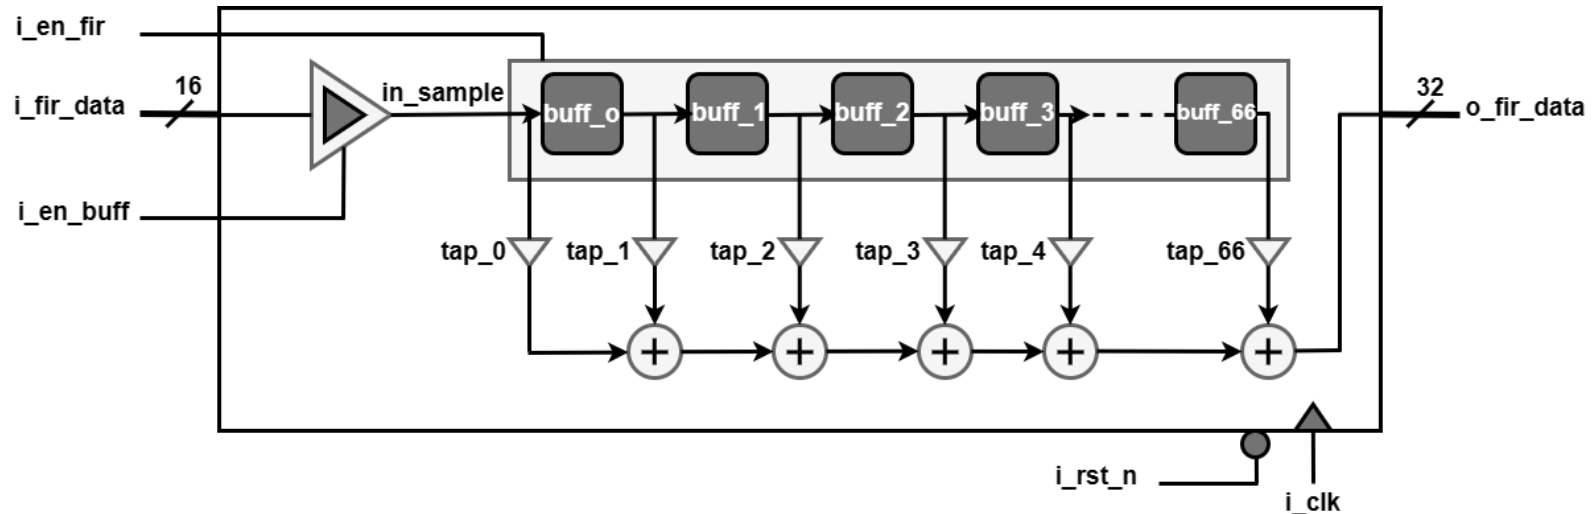 i_en_fir
16
i_fir_data
in_sample
i_en_buff
buff_o
buff_1
buff_2
buff_3
buff_66
32
o_fir_data
tap_0
tap_1
tap_2
tap_3
tap_4
tap_66
+
+
+
+
+
i_rst_n
i_clk